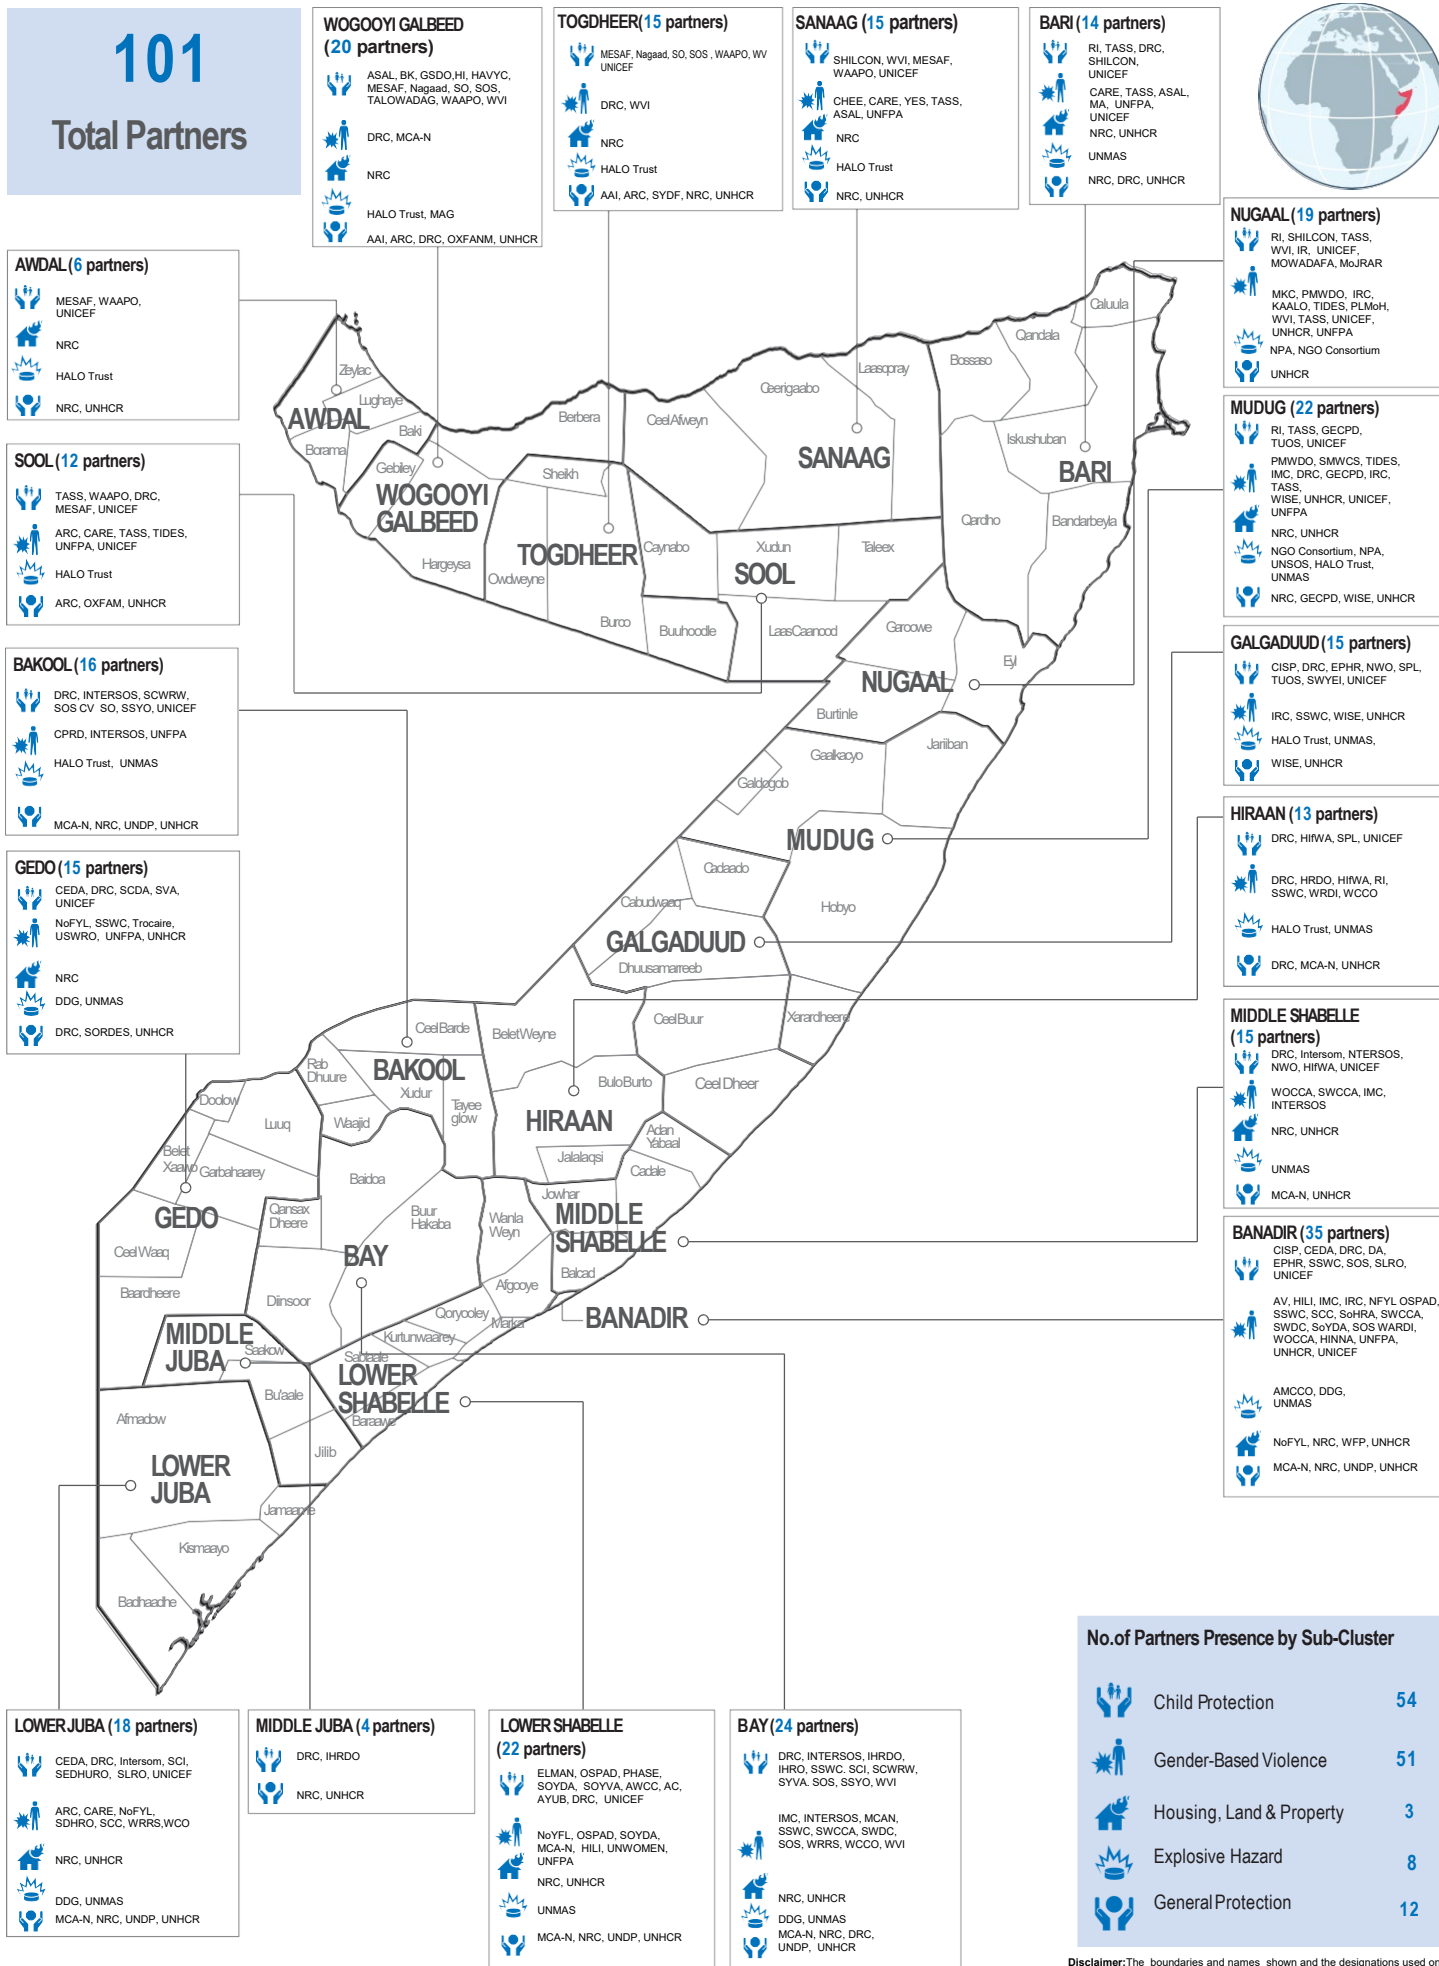 101
Total Partners
WOGOOYI GALBEED
(20 partners)
ASAL, BK, GSDO,HI, HAVYC,
MESAF, Nagaad, SO, SOS,
TALOWADAG, WAAPO, WVI
DRC, MCA-N
NRC
HALO Trust, MAG
AAI, ARC, DRC, OXFANM, UNHCR
TOGDHEER(15 partners)
MESAF, Nagaad, SO, SOS , WAAPO, WV
UNICEF
DRC, WVI
NRC
HALO Trust
AAI, ARC, SYDF, NRC, UNHCR
SANAAG (15 partners)
SHILCON, WVI, MESAF,
WAAPO, UNICEF
CHEE, CARE, YES, TASS,
ASAL, UNFPA
NRC
HALO Trust
NRC, UNHCR
BARI (14 partners)
RI, TASS, DRC,
SHILCON,
UNICEF
CARE, TASS, ASAL,
MA, UNFPA,
UNICEF
NRC, UNHCR
UNMAS
NRC, DRC, UNHCR
NUGAAL (19 partners)
RI, SHILCON, TASS,
WVI, IR, UNICEF,
MOWADAFA, MoJRAR
MKC, PMWDO, IRC,
KAALO, TIDES, PLMoH,
WVI, TASS, UNICEF,
UNHCR, UNFPA
NPA, NGO Consortium
UNHCR
AWDAL (6 partners)
MESAF, WAAPO,
UNICEF
NRC
HALO Trust
NRC, UNHCR
SOOL (12 partners)
TASS, WAAPO, DRC,
MESAF, UNICEF
ARC, CARE, TASS, TIDES,
UNFPA, UNICEF
HALO Trust
ARC, OXFAM, UNHCR
BAKOOL (16 partners)
DRC, INTERSOS, SCWRW,
SOS CV SO, SSYO, UNICEF
CPRD, INTERSOS, UNFPA
HALO Trust, UNMAS
MCA-N, NRC, UNDP, UNHCR
GEDO (15 partners)
CEDA, DRC, SCDA, SVA,
UNICEF
NoFYL, SSWC, Trocaire,
USWRO, UNFPA, UNHCR
NRC
DDG, UNMAS
DRC, SORDES, UNHCR
MUDUG (22 partners)
RI, TASS, GECPD,
TUOS, UNICEF
PMWDO, SMWCS, TIDES,
IMC, DRC, GECPD, IRC,
TASS,
WISE, UNHCR, UNICEF,
UNFPA
NRC, UNHCR
NGO Consortium, NPA,
UNSOS, HALO Trust,
UNMAS
NRC, GECPD, WISE, UNHCR
GALGADUUD (15 partners)
CISP, DRC, EPHR, NWO, SPL,
TUOS, SWYEI, UNICEF
IRC, SSWC, WISE, UNHCR
HALO Trust, UNMAS,
WISE, UNHCR
HIRAAN (13 partners)
DRC, HIfWA, SPL, UNICEF
DRC, HRDO, HIfWA, RI,
SSWC, WRDI, WCCO
HALO Trust, UNMAS
DRC, MCA-N, UNHCR
MIDDLE SHABELLE
(15 partners)
DRC, Intersom, NTERSOS,
NWO, HIfWA, UNICEF
WOCCA, SWCCA, IMC,
INTERSOS
NRC, UNHCR
UNMAS
MCA-N, UNHCR
BANADIR (35 partners)
CISP, CEDA, DRC, DA,
EPHR, SSWC, SOS, SLRO,
UNICEF
AV, HILI, IMC, IRC, NFYL OSPAD,
SSWC, SCC, SoHRA, SWCCA,
SWDC, SoYDA, SOS WARDI,
WOCCA, HINNA, UNFPA,
UNHCR, UNICEF
AMCCO, DDG,
UNMAS
NoFYL, NRC, WFP, UNHCR
MCA-N, NRC, UNDP, UNHCR
Caluula
Qandala
Bossaso
Laasqoray
Ceerigaabo
Zeylac
Lughaye
AWDAL
Baki
Borama
Berbera
Ceel Afweyn
SANAAG
Iskushuban
BARI
Gebiley
Sheikh
WOGOOYI
GALBEED
Qardho
Bandarbeyla
Hargeysa
TOGDHEER
Owdweyne
Caynabo
Xudun
Taleex
SOOL
Burco
Buuhoodle
Laas Caanood
Garoowe
Eyl
NUGAAL
Burtinle
Jariiban
Gaalkacyo
Galdogob
MUDUG
Cadaado
Cabudwaaq
Hobyo
GALGADUUD
Dhuusamarreeb
Ceel Barde
Belet Weyne
Ceel Buur
Xarardheere
Rab
Dhuure
BAKOOL
Xudur
Bulo Burto
Ceel Dheer
Doolow
Luuq
Waajid
Tayee
glow
HIRAAN
Adan
Yabaal
Belet
Xaawo
Garbahaarey
Baidoa
Jalalaqsi
Cadale
Jowhar
GEDO
Qansax
Dheere
Buur
Hakaba
Wanla
Weyn
MIDDLE
SHABELLE
Ceel Waaq
BAY
Balcad
Baardheere
Diinsoor
Afgooye
Qoryooley
Marka
BANADIR
MIDDLE
JUBA
Saakow
Kurtunwaarey
Sablaale
LOWER
SHABELLE
Bu'aale
Baraawe
Afmadow
Jilib
LOWER
JUBA
Jamaame
Kismaayo
Badhaadhe
LOWER JUBA (18 partners)
CEDA, DRC, Intersom, SCI,
SEDHURO, SLRO, UNICEF
ARC, CARE, NoFYL,
SDHRO, SCC, WRRS,WCO
NRC, UNHCR
DDG, UNMAS
MCA-N, NRC, UNDP, UNHCR
MIDDLE JUBA (4 partners)
DRC, IHRDO
NRC, UNHCR
LOWER SHABELLE
(22 partners)
ELMAN, OSPAD, PHASE,
SOYDA, SOYVA, AWCC, AC,
AYUB, DRC, UNICEF
NoYFL, OSPAD, SOYDA,
MCA-N, HILI, UNWOMEN,
UNFPA
NRC, UNHCR
UNMAS
MCA-N, NRC, UNDP, UNHCR
BAY (24 partners)
DRC, INTERSOS, IHRDO,
IHRO, SSWC. SCI, SCWRW,
SYVA. SOS, SSYO, WVI
IMC, INTERSOS, MCAN,
SSWC, SWCCA, SWDC,
SOS, WRRS, WCCO, WVI
NRC, UNHCR
DDG, UNMAS
MCA-N, NRC, DRC,
UNDP, UNHCR
No.of Partners Presence by Sub-Cluster
Child Protection 54
Gender-Based Violence 51
Housing, Land & Property 3
Explosive Hazard 8
General Protection 12
Disclaimer:The boundaries and names shown and the designations used on